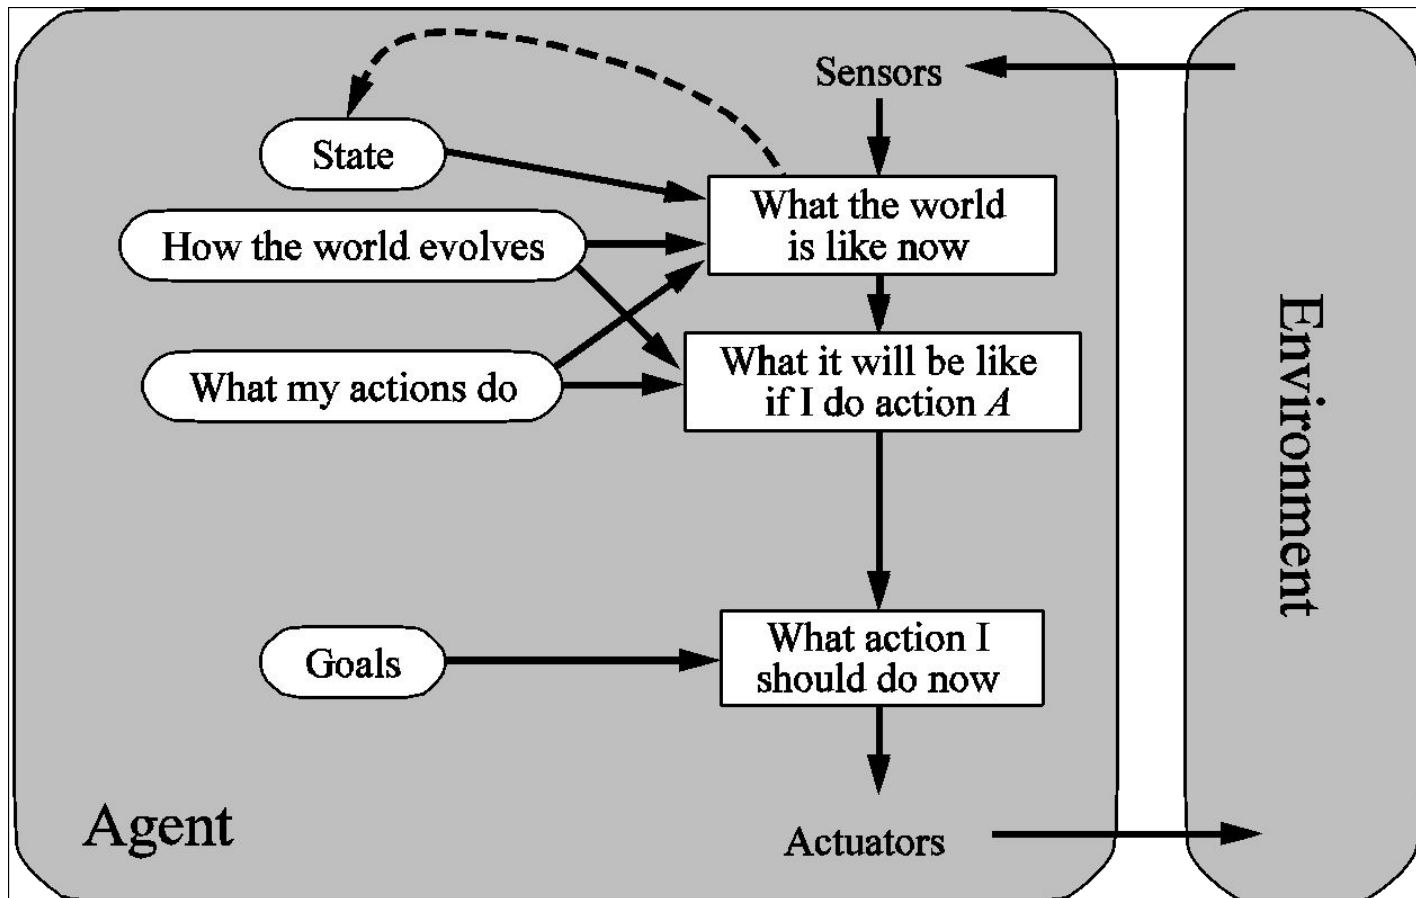 Sensors
State
What the world
is like now
How the world evolves
What it will be like
if I do action A
What my actions do
Environment
What action I
should do now
Goals
Agent
Actuators